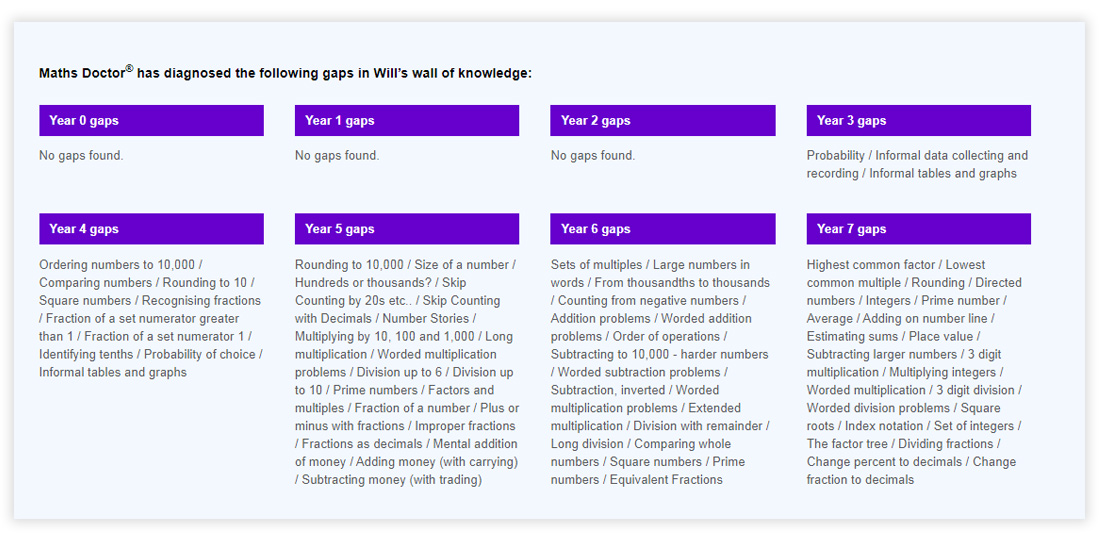 Maths Doctor® has diagnosed the following gaps in Will's wall of knowledge:
Year 0 gaps
No gaps found.
Year 1 gaps
No gaps found.
Year 2 gaps
No gaps found.
Year 3 gaps
Probability / Informal data collecting and
recording / Informal tables and graphs
Year 4 gaps
Ordering numbers to 10,000 /
Comparing numbers / Rounding to 10 /
Square numbers / Recognising fractions
/ Fraction of a set numerator greater
than 1 / Fraction of a set numerator 1 /
Identifying tenths / Probability of choice /
Informal tables and graphs
Year 5 gaps
Rounding to 10,000 / Size of a number /
Hundreds or thousands? / Skip
Counting by 20s etc.. / Skip Counting
with Decimals / Number Stories /
Multiplying by 10, 100 and 1,000 / Long
multiplication / Worded multiplication
problems / Division up to 6 / Division up
to 10 / Prime numbers / Factors and
multiples / Fraction of a number / Plus or
minus with fractions / Improper fractions
/ Fractions as decimals / Mental addition
of money / Adding money (with carrying)
/ Subtracting money (with trading)
Year 6 gaps
Sets of multiples / Large numbers in
words / From thousandths to thousands
/ Counting from negative numbers /
Addition problems / Worded addition
problems / Order of operations /
Subtracting to 10,000 - harder numbers
/ Worded subtraction problems /
Subtraction, inverted / Worded
multiplication problems / Extended
multiplication / Division with remainder /
Long division / Comparing whole
numbers / Square numbers / Prime
numbers / Equivalent Fractions
Year 7 gaps
Highest common factor / Lowest
common multiple / Rounding / Directed
numbers / Integers / Prime number /
Average / Adding on number line /
Estimating sums / Place value /
Subtracting larger numbers / 3 digit
multiplication / Multiplying integers /
Worded multiplication / 3 digit division /
Worded division problems / Square
roots / Index notation / Set of integers /
The factor tree / Dividing fractions /
Change percent to decimals / Change
fraction to decimals